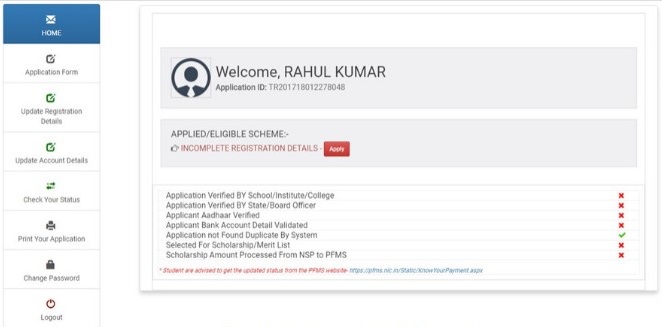 HOME
Application Form
Update Registration
Details
Update Account Details
Check Your Status
Print Your Application
Change Password
Logout
Welcome, RAHUL KUMAR
Application ID: TR201718012278048
APPLIED/ELIGIBLE SCHEME:-
INCOMPLETE REGISTRATION DETAILS - Apply
Application Verified BY School/Institute/College
Application Verified BY State/Board Officer
Applicant Aadhaar Verified
Applicant Bank Account Detail Validated
Application not Found Duplicate By System
Selected For Scholarship/Merit List
Scholarship Amount Processed From NSP to PFMS
* Student are advised to get the updated status from the PFMS website- https://pfms.nic.in/Static/KnowYourPayment.aspx